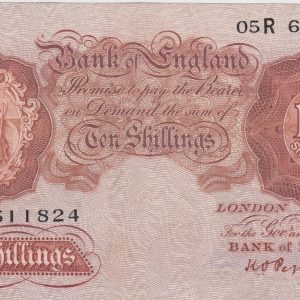 05R 6
Bank of England
Promise to pay the Bearer
on Demand the sum of
Ten Shillings
511824
LONDON
For the Gov: and
BANK OF
hillings